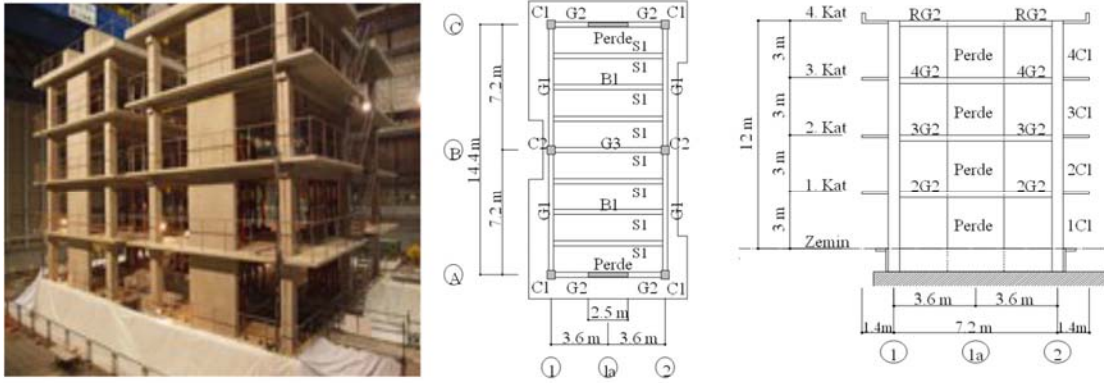 C1 G2 G2 C1
C
Perde
S1
S1
7.2 m
G1 B1 G1
S1
S1
C2 G3 C2
B
14.4 m
S1
S1
7.2 m
G1 B1 G1
S1
S1
Perde
A
C1 G2 G2 C1
2.5 m
3.6 m 3.6 m
1 1a 2
4. Kat RG2 RG2
3 m Perde 4C1
3. Kat 4G2 4G2
3 m Perde 3C1
12 m
2. Kat 3G2 3G2
3 m Perde 2C1
1. Kat 2G2 2G2
3 m Perde 1C1
Zemin
3.6 m 3.6 m
1.4m 7.2 m 1.4m
1 1a 2